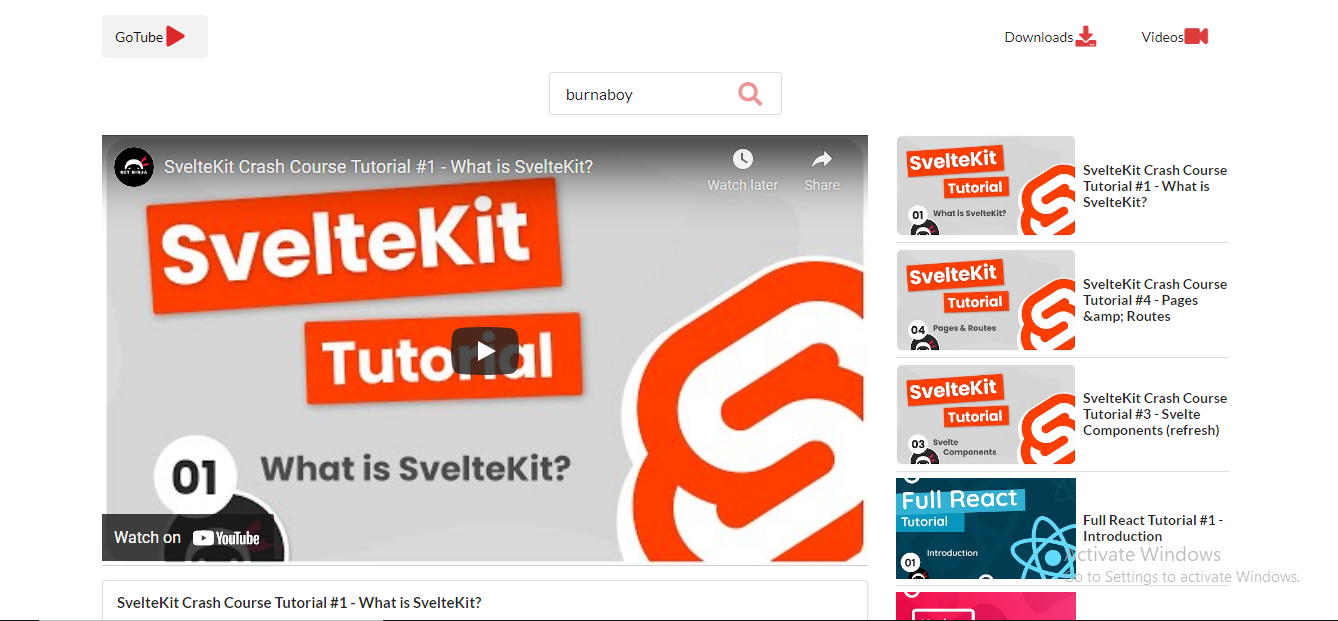 GoTube
Downloads
Videos
burnaboy
SvelteKit Crash Course Tutorial #1 - What is SvelteKit?
Watch later
Share
SvelteKit
Tutorial
01
What is SvelteKit?
Watch on YouTube
SvelteKit Crash Course Tutorial #1 - What is SvelteKit?
SvelteKit
Tutorial
01
What is SvelteKit?
SvelteKit Crash Course
Tutorial #1 - What is
SvelteKit?
SvelteKit
Tutorial
04
Pages & Routes
SvelteKit Crash Course
Tutorial #4 - Pages
&amp; Routes
SvelteKit
Tutorial
03
Svelte
Components
SvelteKit Crash Course
Tutorial #3 - Svelte
Components (refresh)
Full React
Tutorial
01
Introduction
Full React Tutorial #1 -
Introduction
Activate Windows
Go to Settings to activate Windows.